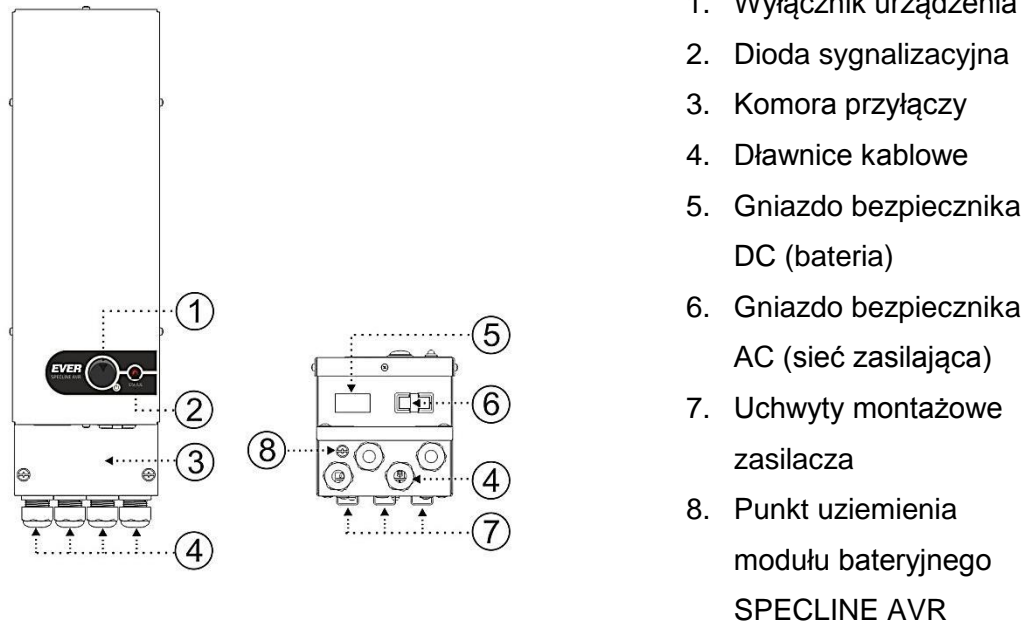 1. Wyłącznik urządzenia
2. Dioda sygnalizacyjna
3. Komora przyłączy
4. Dławnice kablowe
5. Gniazdo bezpiecznika
DC (bateria)
6. Gniazdo bezpiecznika
AC (sieć zasilająca)
7. Uchwyty montażowe
zasilacza
8. Punkt uziemienia
modułu bateryjnego
SPECLINE AVR
1
EVER
SPECLINE AVR
2
3
4
5
6
8
4
7